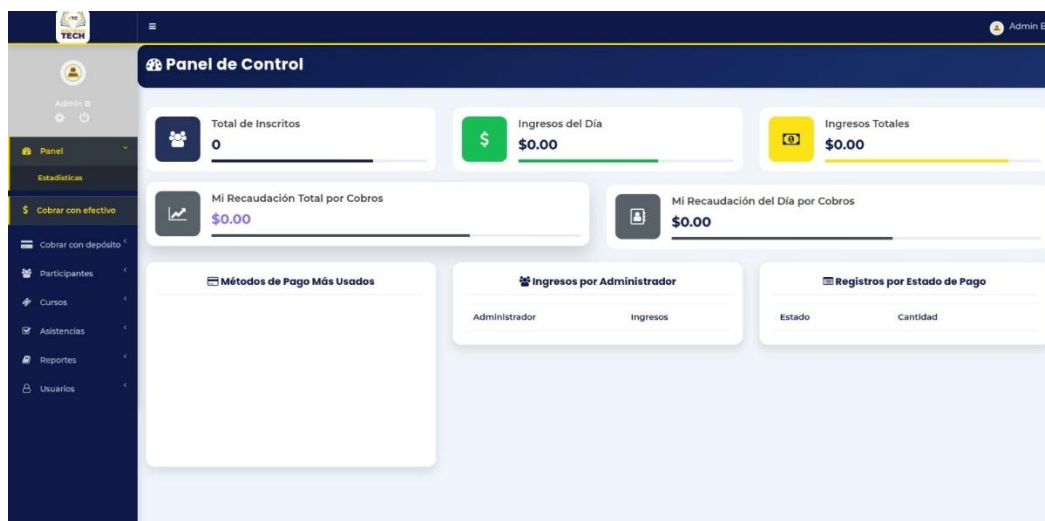 TECH
Admin B
Panel de Control
Admin B
Total de Inscritos
0
Ingresos del Día
$0.00
Ingresos Totales
$0.00
Panel
Estadísticas
Cobrar con efectivo
Mi Recaudación Total por Cobros
$0.00
Mi Recaudación del Día por Cobros
$0.00
Cobrar con depósito
Participantes
Cursos
Asistencias
Reportes
Usuarios
Métodos de Pago Más Usados
Ingresos por Administrador
Administrador Ingresos
Registros por Estado de Pago
Estado Cantidad